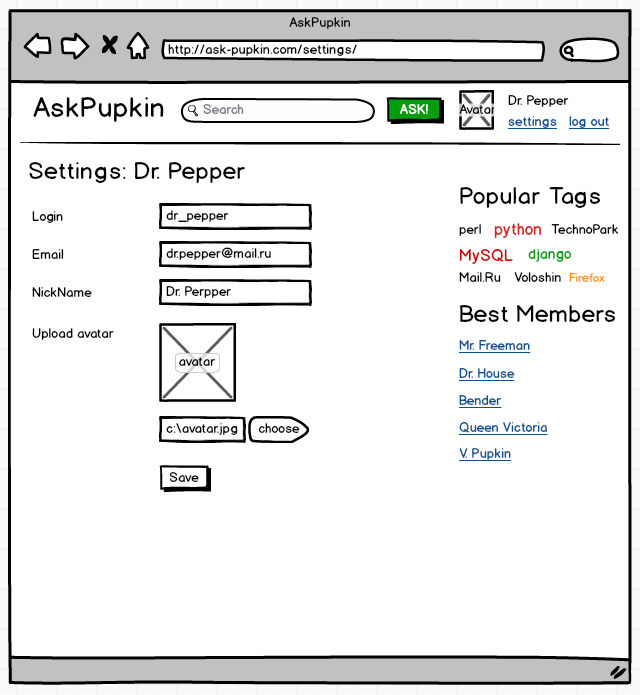 AskPupkin
http://ask-pupkin.com/settings/
AskPupkin
Search
ASK!
Avatar
Dr. Pepper
settings log out
Settings: Dr. Pepper
Login dr_pepper
Email dr.pepper@mail.ru
NickName Dr. Perpper
Upload avatar
avatar
c:\avatar.jpg choose
Save
Popular Tags
perl python TechnoPark
MySQL django
Mail.Ru Voloshin Firefox
Best Members
Mr. Freeman
Dr. House
Bender
Queen Victoria
V. Pupkin